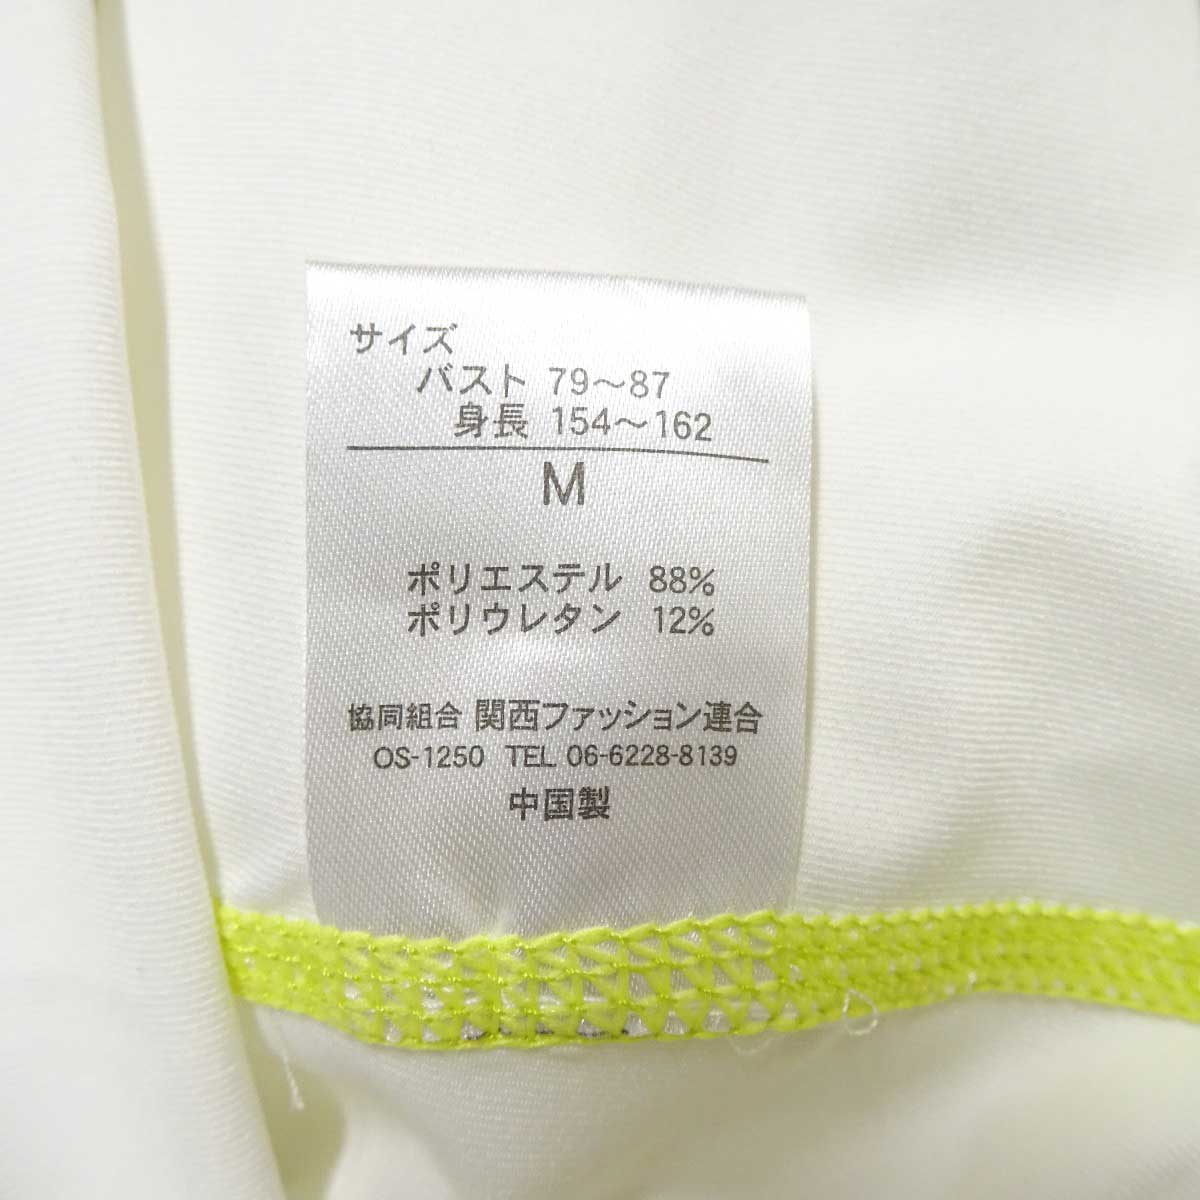 サイズ
バスト 79～87
身長 154～162
M
ポリエステル 88%
ポリウレタン 12%
協同組合 関西ファッション連合
OS-1250 TEL 06-6228-8139
中国製